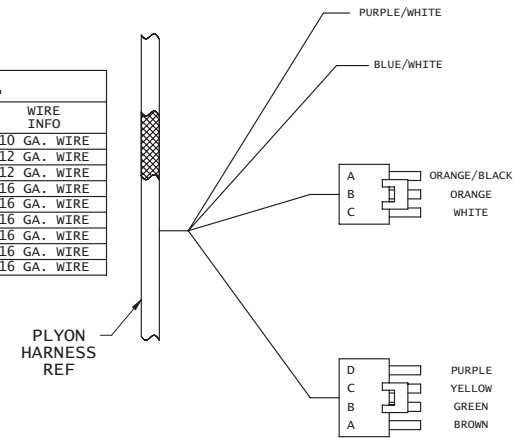 WIRE
INFO
10 GA. WIRE
12 GA. WIRE
12 GA. WIRE
16 GA. WIRE
16 GA. WIRE
16 GA. WIRE
16 GA. WIRE
16 GA. WIRE
16 GA. WIRE
PLYON
HARNESS
REF
PURPLE/WHITE
BLUE/WHITE
A ORANGE/BLACK
B ORANGE
C WHITE
D PURPLE
C YELLOW
B GREEN
A BROWN